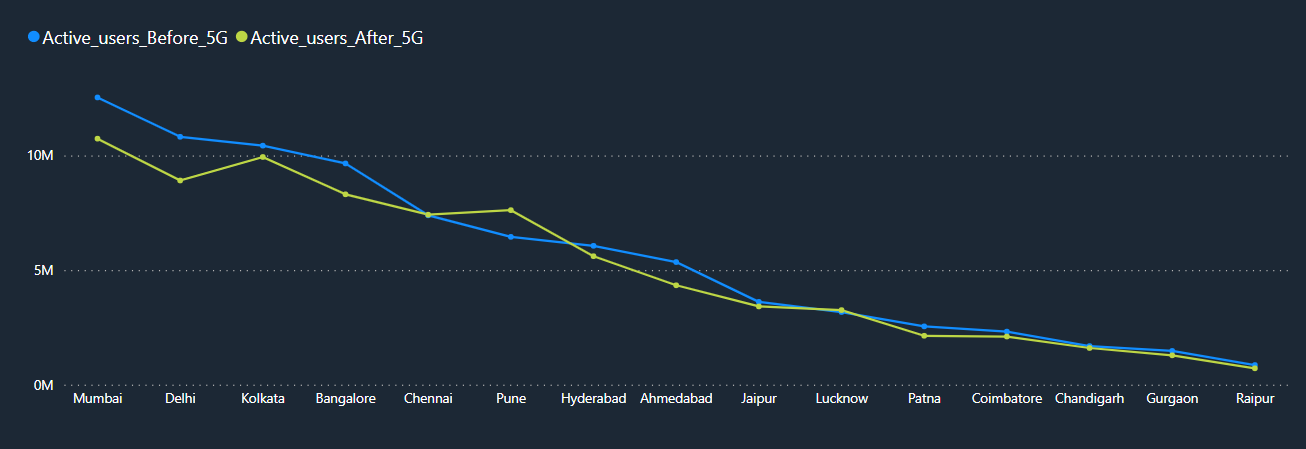 Active_users_Before_5G Active_users_After_5G
10M
5M
0M
Mumbai Delhi Kolkata Bangalore Chennai Pune Hyderabad Ahmedabad Jaipur Lucknow Patna Coimbatore Chandigarh Gurgaon Raipur